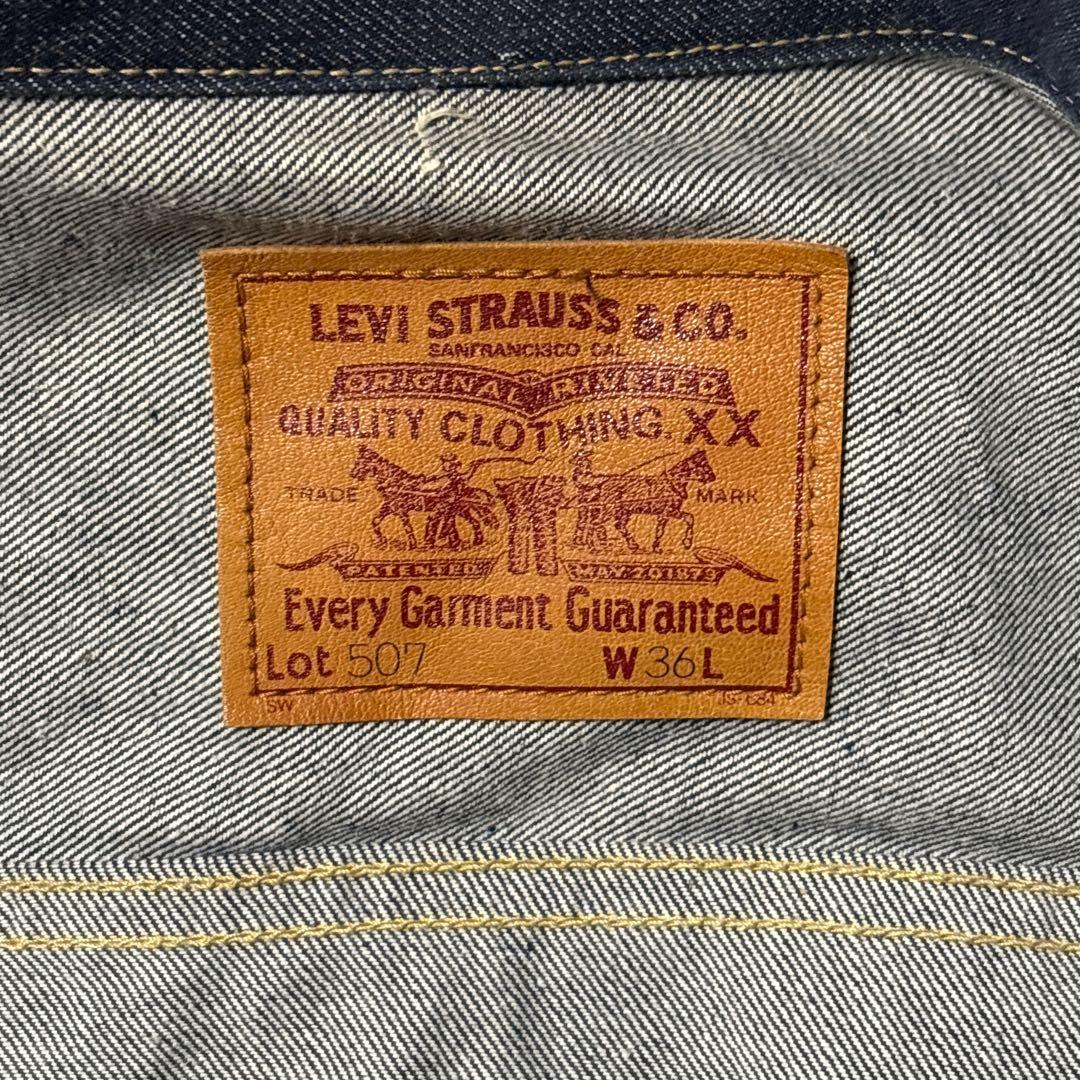 LEVI STRAUSS & CO.
SANFRANCISCO CAL
ORIGINAL RIVETED
QUALITY CLOTHING. XX
TRADE MARK
PATENTED MAY 20 1873
Every Garment Guaranteed
Lot 507 W 36 L
SW